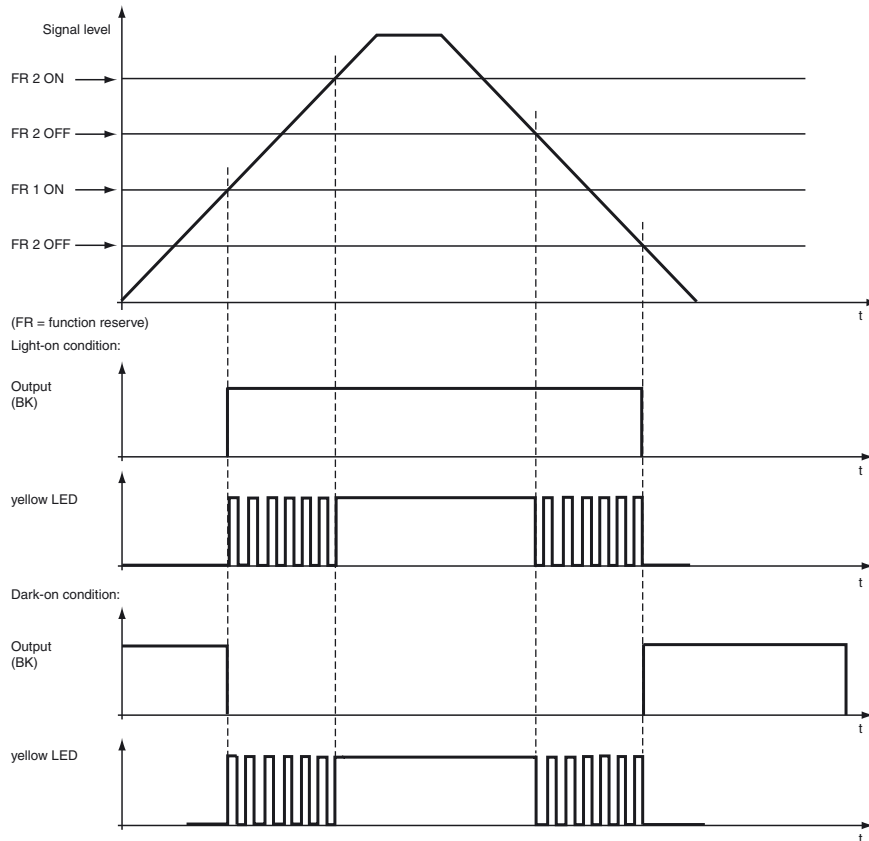 Signal level
FR 2 ON
FR 2 OFF
FR 1 ON
FR 2 OFF
t
(FR = function reserve)
Light-on condition:
Output
(BK)
t
yellow LED
t
Dark-on condition:
Output
(BK)
t
yellow LED
t